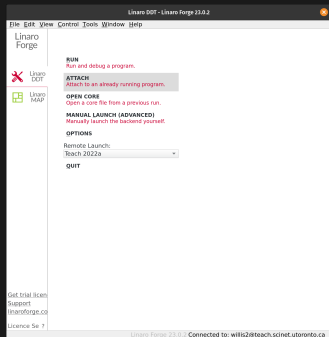 Linaro DDT - Linaro Forge 23.0.2
File Edit View Control Tools Window Help
Linaro
Forge
Linaro
DDT
Linaro
MAP
RUN
Run and debug a program.
ATTACH
Attach to an already running program.
OPEN CORE
Open a core file from a previous run.
MANUAL LAUNCH (ADVANCED)
Manually launch the backend yourself.
OPTIONS
Remote Launch:
Teach 2022a
QUIT
Get trial licen
Support
linaroforge.co
Licence Se ?
Linaro Forge 23.0.2 Connected to: willis2@teach.scinet.utoronto.ca